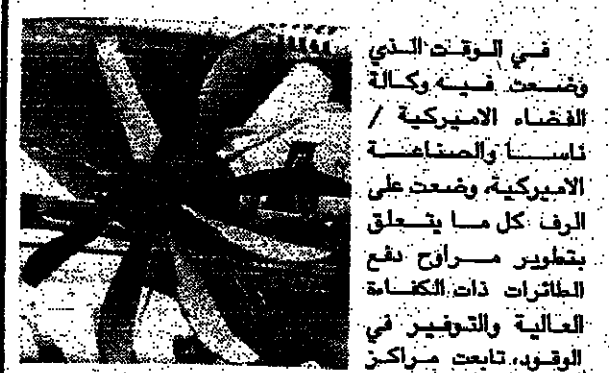 في الوقت الذي
وضعت فيه وكالة
الفضاء الاميركية /
ناسا والصناعة
الاميركية، وضعت على
الرف كل ما يتعلق
بتطوير مراوح دفع
الطائرات ذات الكفاءة
العالية والتوفير في
الوقود، تابعت مراكز